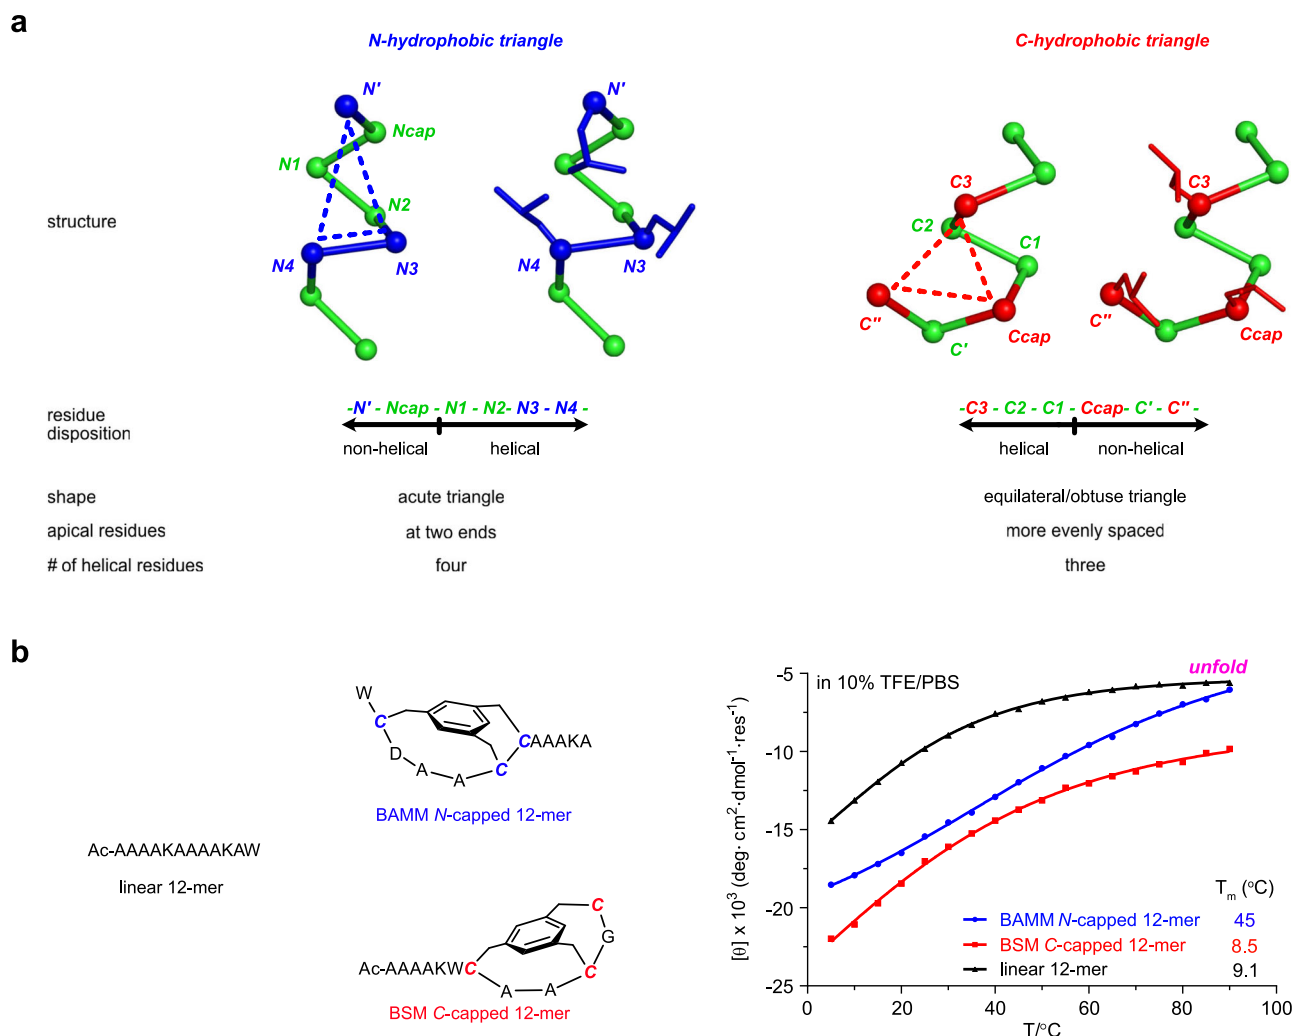 a
N-hydrophobic triangle
C-hydrophobic triangle
N'
Ncap
N1
N2
N4
N3
N'
N4
N3
structure
C3
C2
C1
C"
C'
Ccap
C3
C"
Ccap
residue
disposition
-N' - Ncap - N1 - N2- N3 - N4 -
non-helical
helical
-C3 - C2 - C1 - Ccap- C' - C" -
helical
non-helical
shape
acute triangle
equilateral/obtuse triangle
apical residues
at two ends
more evenly spaced
# of helical residues
four
three
b
W
C
D
A
A
C
CAAAKA
BAMM N-capped 12-mer
Ac-AAAAKAAAAKAW
linear 12-mer
C
G
Ac-AAAAKWC
A
A
C
BSM C-capped 12-mer
in 10% TFE/PBS
unfold
[θ] x 10³ (deg· cm²·dmol⁻¹·res⁻¹)
-5
-10
-15
-20
-25
Tm (°C)
BAMM N-capped 12-mer 45
BSM C-capped 12-mer 8.5
linear 12-mer 9.1
0 20 40 60 80 100
T/°C